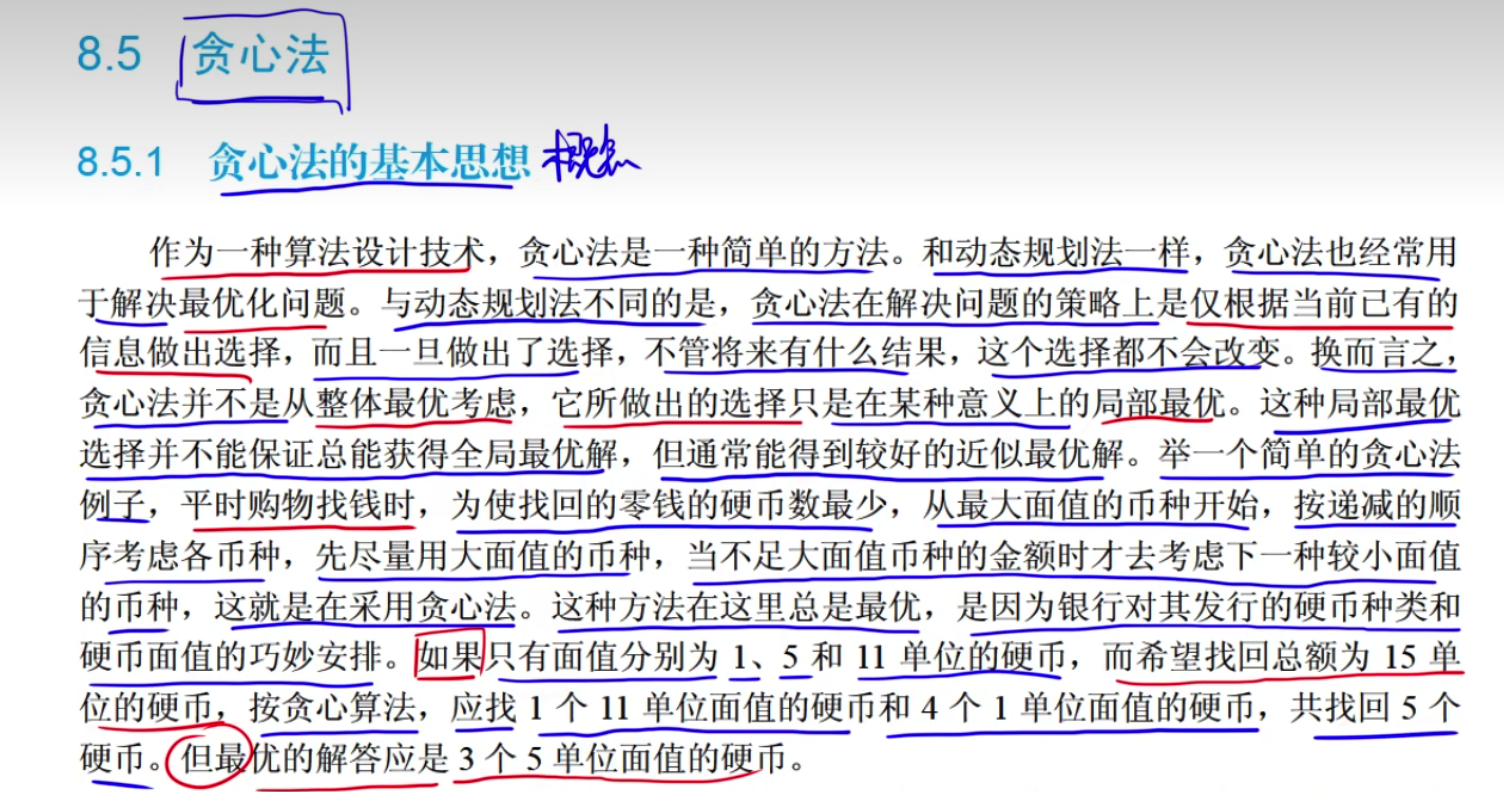 8.5 贪心法
8.5.1 贪心法的基本思想 概念
作为一种算法设计技术，贪心法是一种简单的方法。和动态规划法一样，贪心法也经常用
于解决最优化问题。与动态规划法不同的是，贪心法在解决问题的策略上是仅根据当前已有的
信息做出选择，而且一旦做出了选择，不管将来有什么结果，这个选择都不会改变。换而言之，
贪心法并不是从整体最优考虑，它所做出的选择只是在某种意义上的局部最优。这种局部最优
选择并不能保证总能获得全局最优解，但通常能得到较好的近似最优解。举一个简单的贪心法
例子，平时购物找钱时，为使找回的零钱的硬币数最少，从最大面值的币种开始，按递减的顺
序考虑各币种，先尽量用大面值的币种，当不足大面值币种的金额时才去考虑下一种较小面值
的币种，这就是在采用贪心法。这种方法在这里总是最优，是因为银行对其发行的硬币种类和
硬币面值的巧妙安排。如果只有面值分别为 1、5 和 11 单位的硬币，而希望找回总额为 15 单
位的硬币，按贪心算法，应找 1 个 11 单位面值的硬币和 4 个 1 单位面值的硬币，共找回 5 个
硬币。但最优的解答应是 3 个 5 单位面值的硬币。